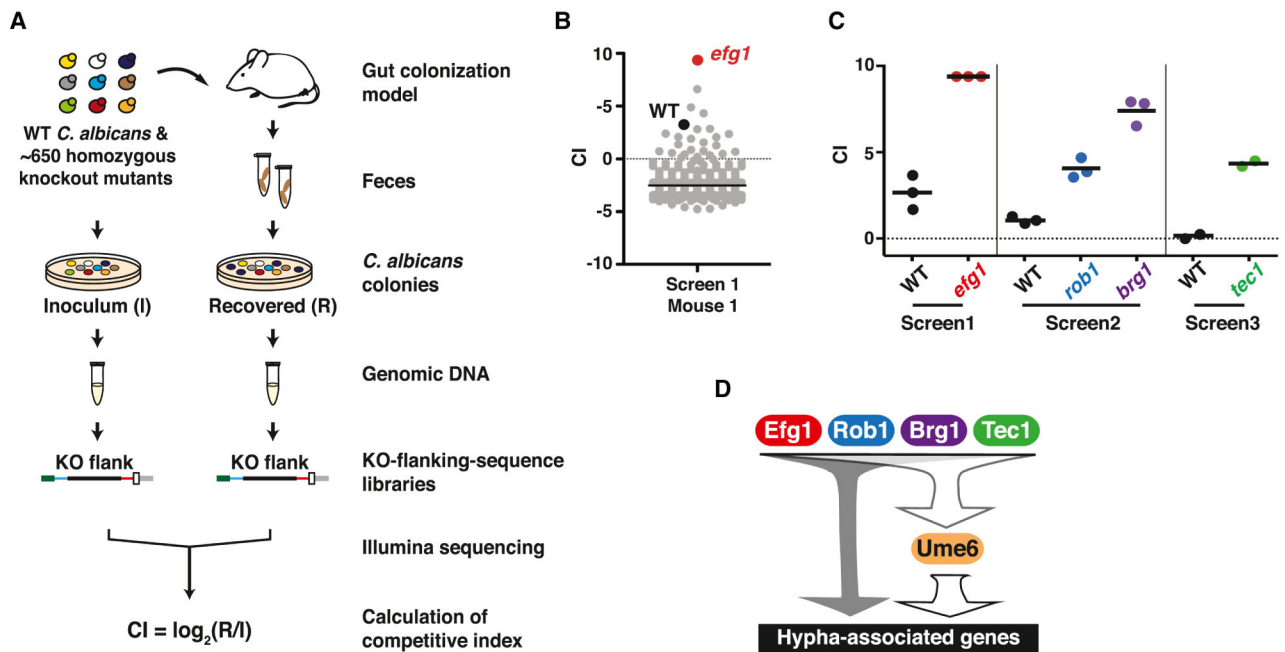 A
WT C. albicans &
~650 homozygous
knockout mutants
Gut colonization
model
Feces
C. albicans
colonies
Inoculum (I)
Recovered (R)
Genomic DNA
KO flank
KO flank
KO-flanking-sequence
libraries
Illumina sequencing
CI = log2(R/I)
Calculation of
competitive index
B
10
efg1
-5
WT
CI
0
-5
-10
Screen 1
Mouse 1
C
10
CI
5
0
WT
efg1
WT
rob1
brg1
WT
tec1
Screen1
Screen2
Screen3
D
Efg1
Rob1
Brg1
Tec1
Ume6
Hypha-associated genes